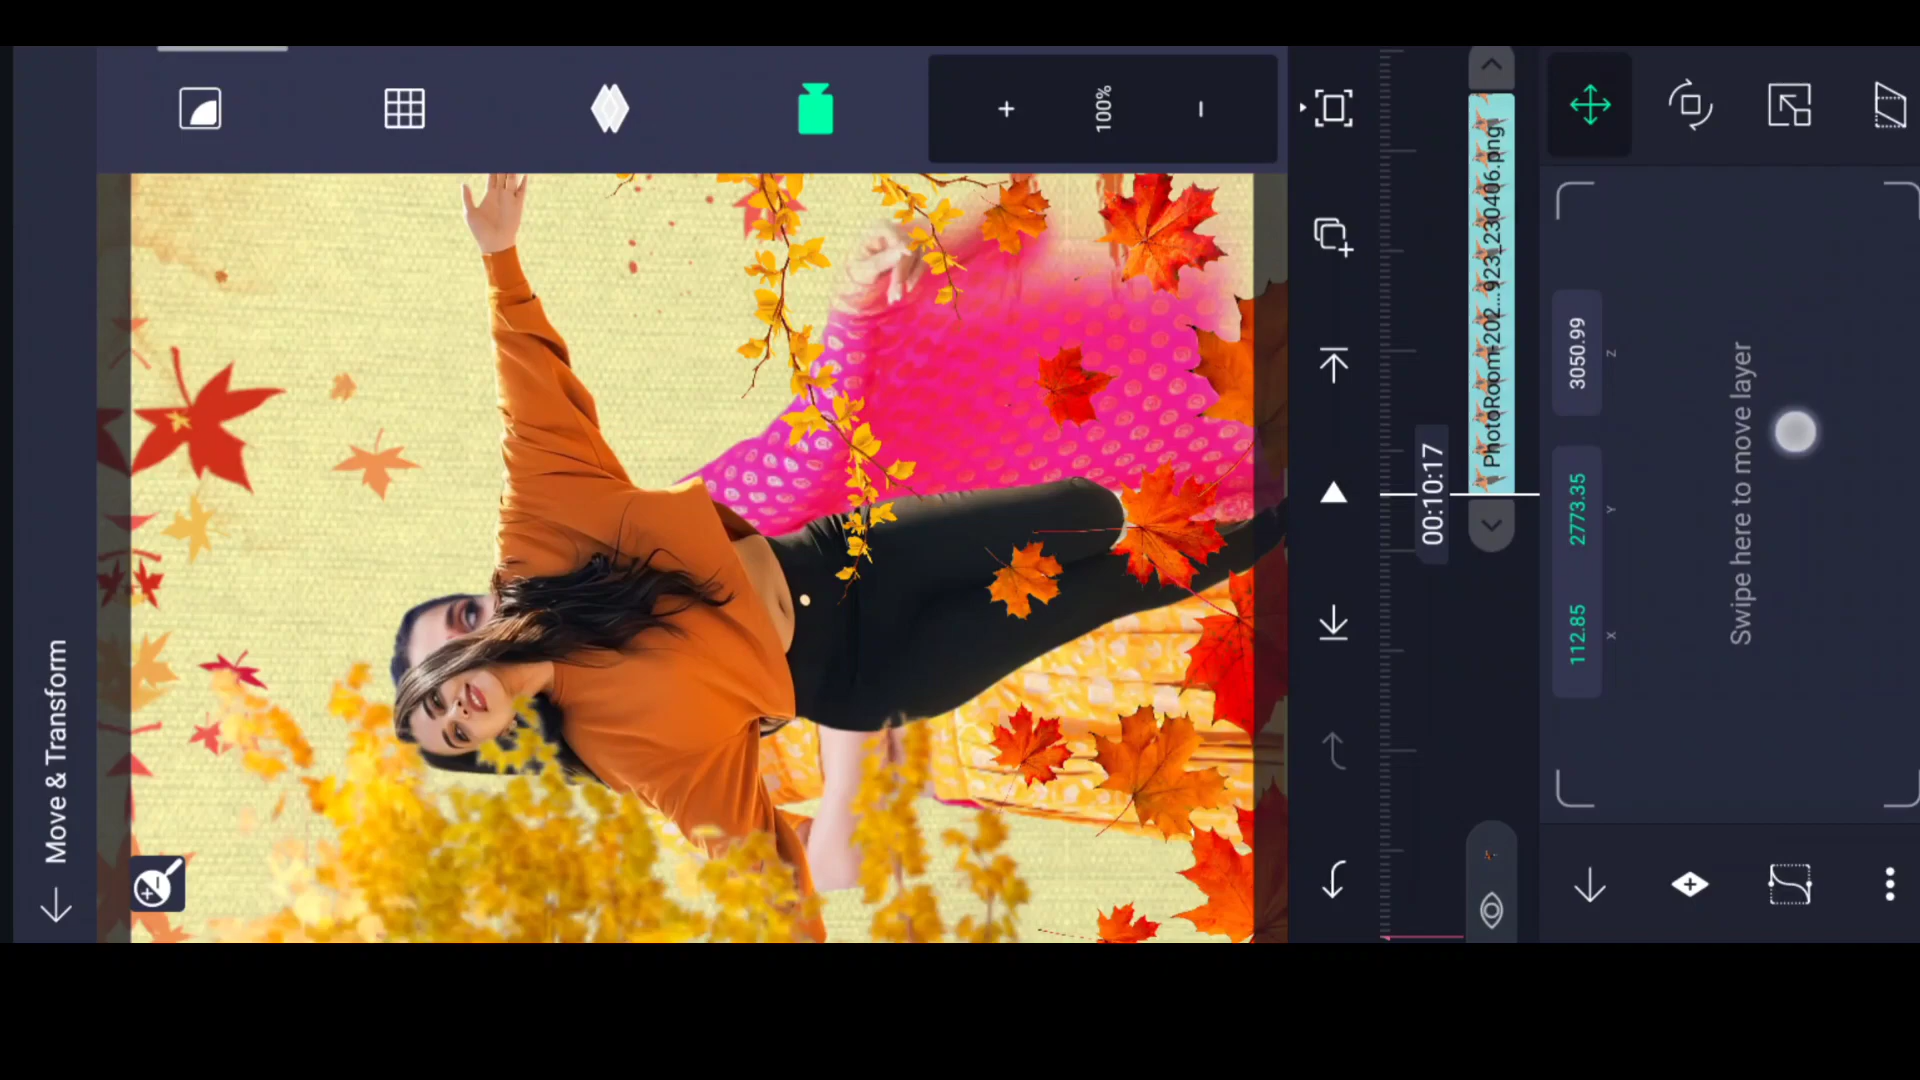 Move & Transform
100%
00:10:17
PhotoRoom-202...923_230406.png
112.85
X
2773.35
Y
3050.99
Z
Swipe here to move layer